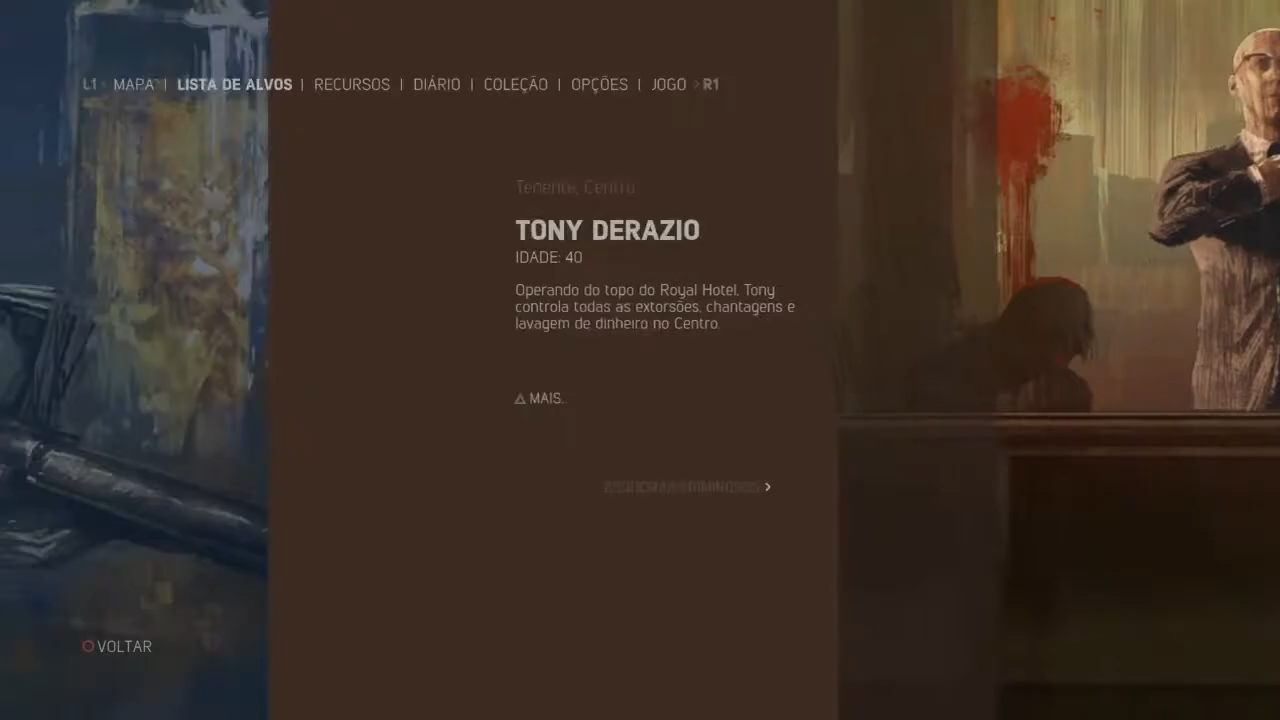 L1 < MAPA | LISTA DE ALVOS | RECURSOS | DIÁRIO | COLEÇÃO | OPÇÕES | JOGO > R1
Tenente, Centro
TONY DERAZIO
IDADE: 40
Operando do topo do Royal Hotel, Tony
controla todas as extorsões, chantagens e
lavagem de dinheiro no Centro.
MAIS..
VOLTAR